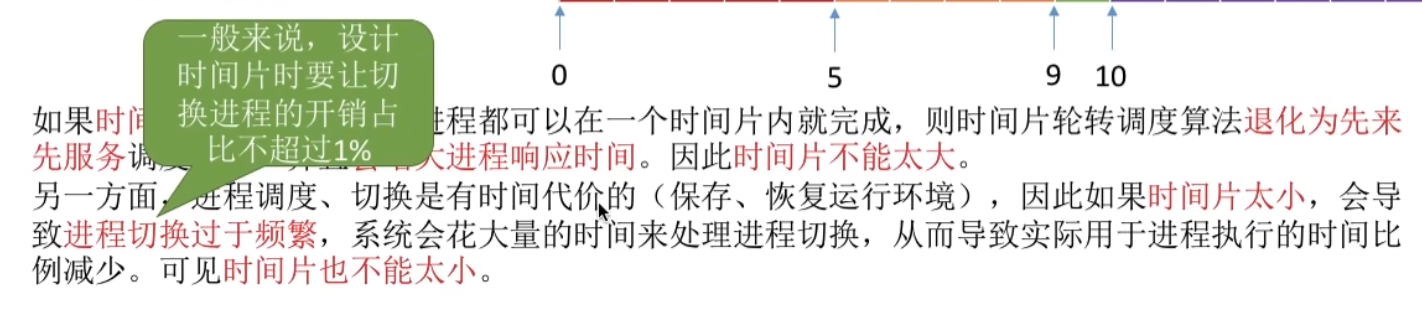 0 5 9 10
一般来说，设计
时间片时要让切
换进程的开销占
比不超过1%
如果时间 进程都可以在一个时间片内就完成，则时间片轮转调度算法退化为先来
先服务调度 大进程响应时间。因此时间片不能太大。
另一方面，进程调度、切换是有时间代价的（保存、恢复运行环境），因此如果时间片太小，会导
致进程切换过于频繁，系统会花大量的时间来处理进程切换，从而导致实际用于进程执行的时间比
例减少。可见时间片也不能太小。